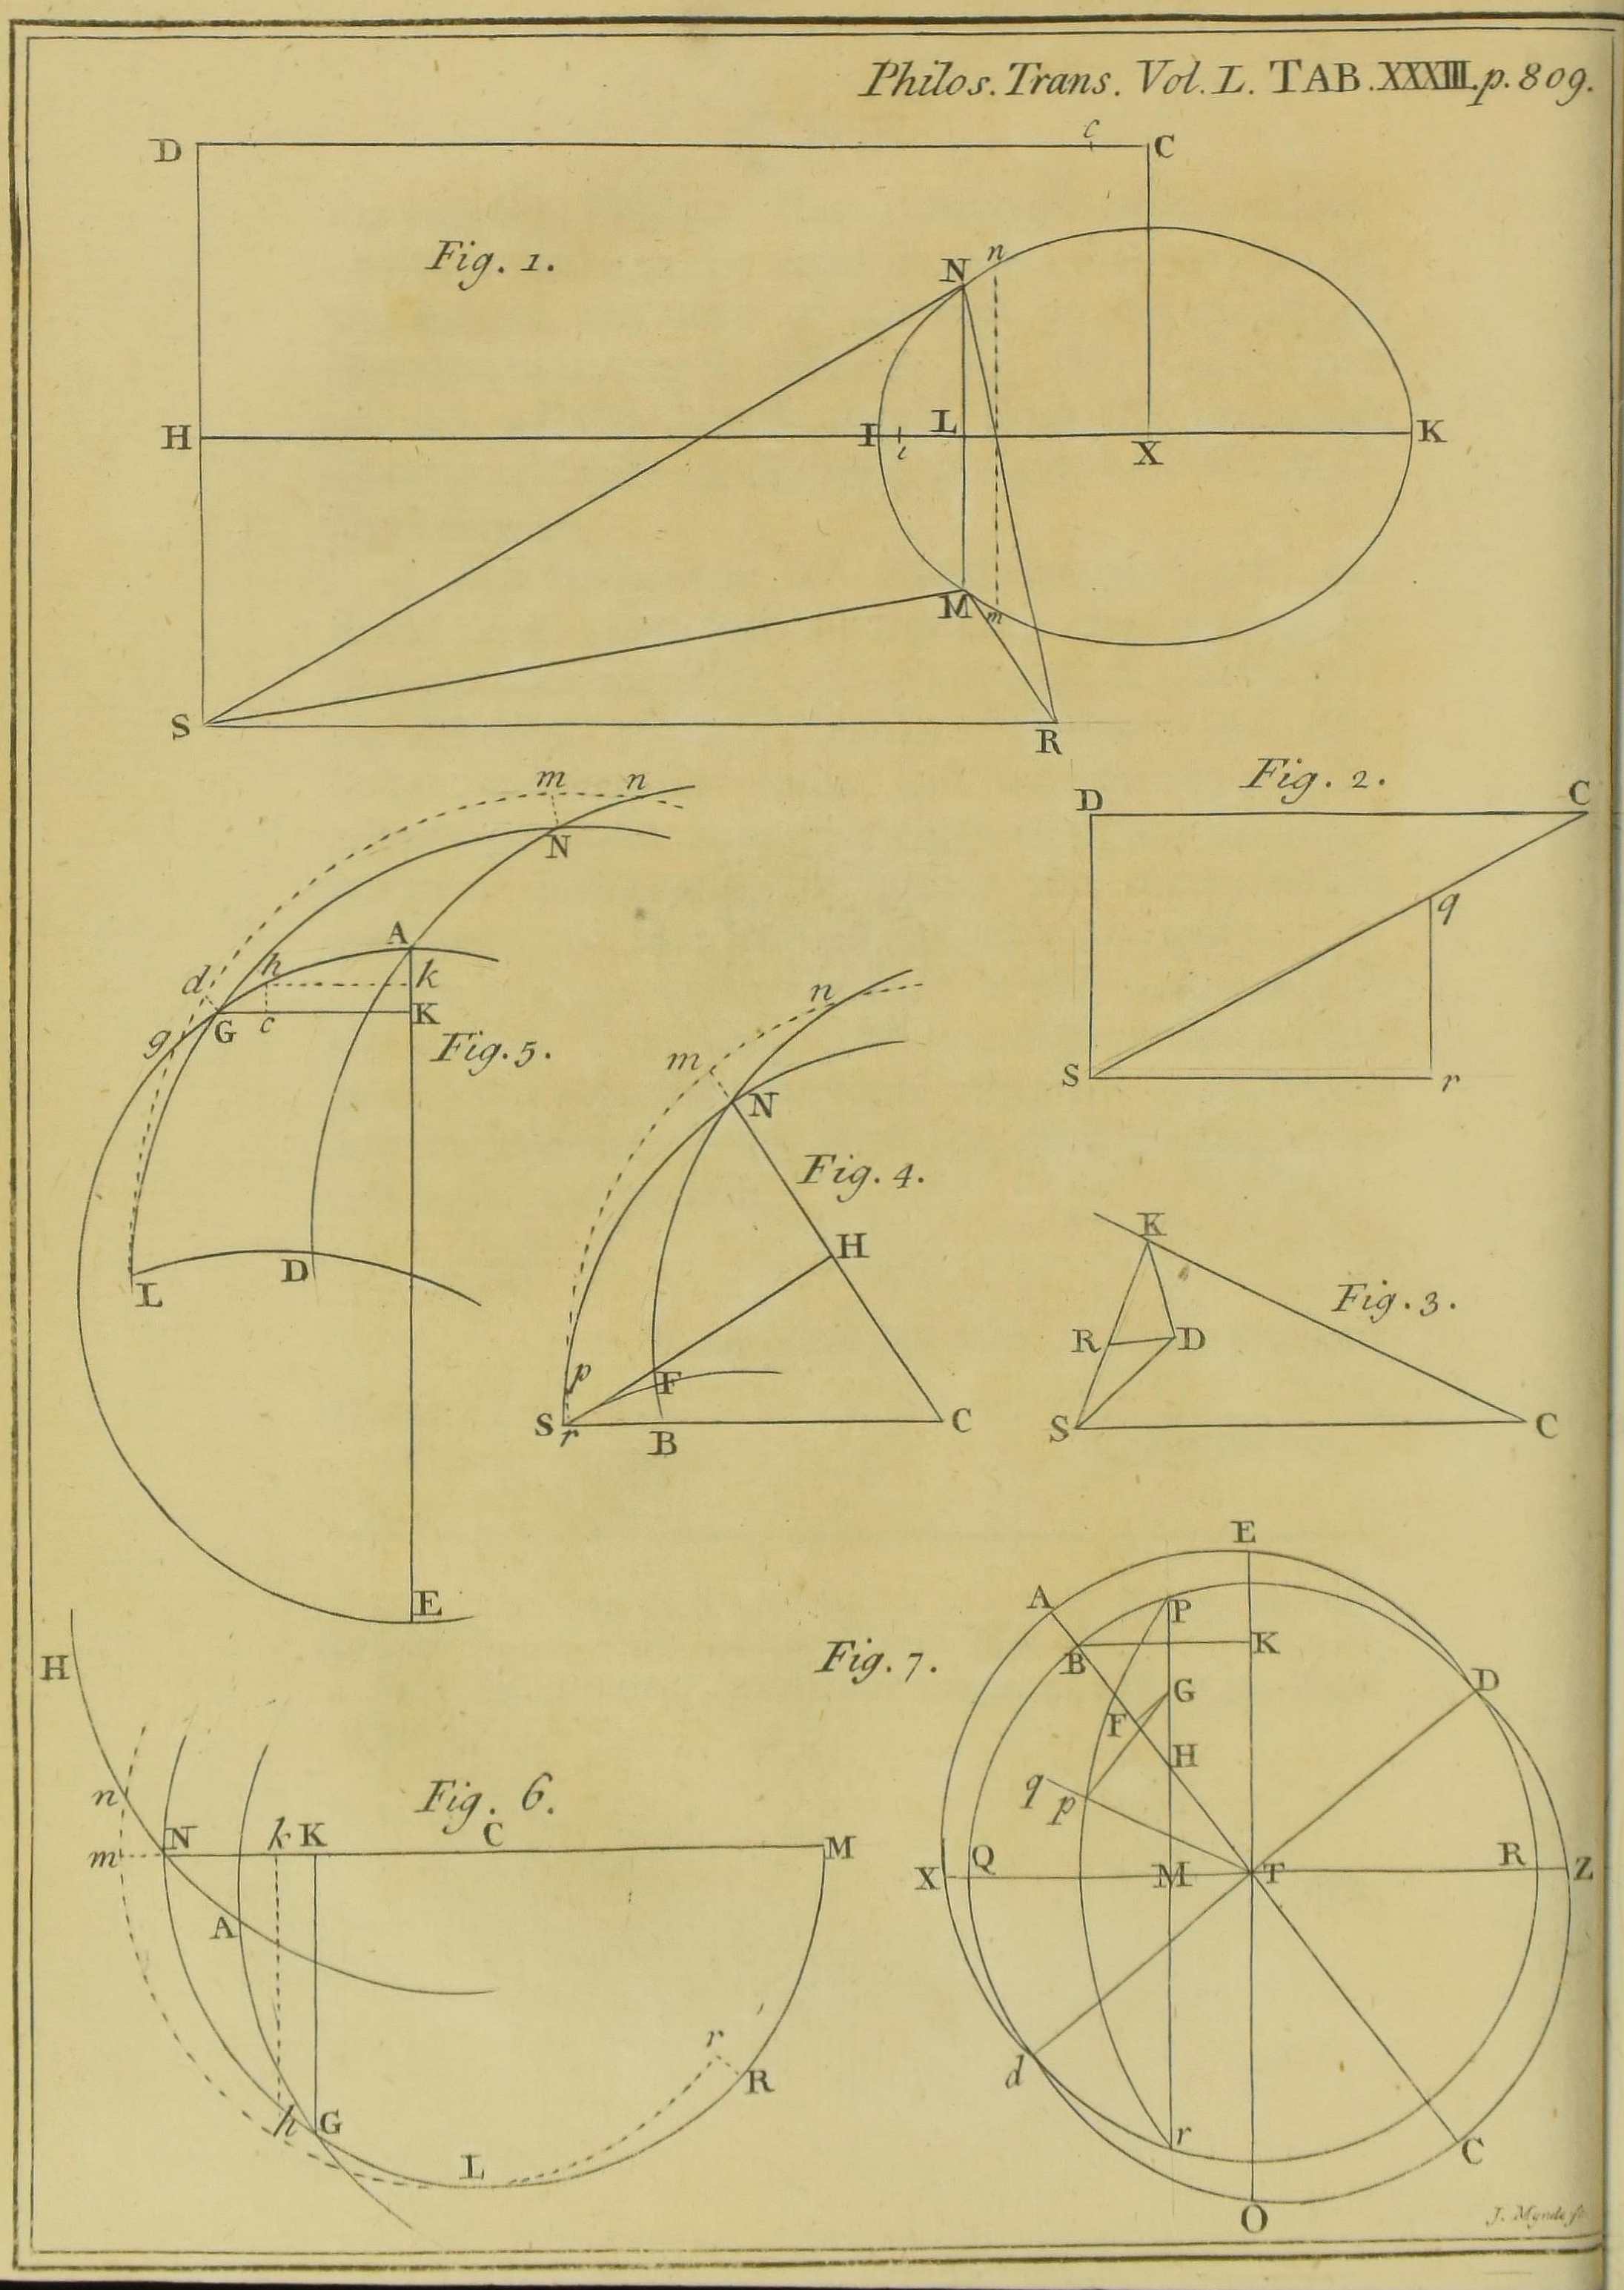 Philos. Trans. Vol. L. TAB. XXXIII. p. 809.
D c C
Fig. 1.
N n
H I i L X K
M m
S R
Fig. 2.
D C
q
S r
m n
N
A
d h k
g G c K
Fig. 5.
L D
E
n
m N
Fig. 4.
H
p F
S r B C
K
Fig. 3.
R D
S C
H
n
Fig. 6.
m N k K C M
A
r
R
h G
L
Fig. 7.
E
A P
B K
G D
F
H
q p
X Q M T R Z
d
r C
O
J. Mynde sc.